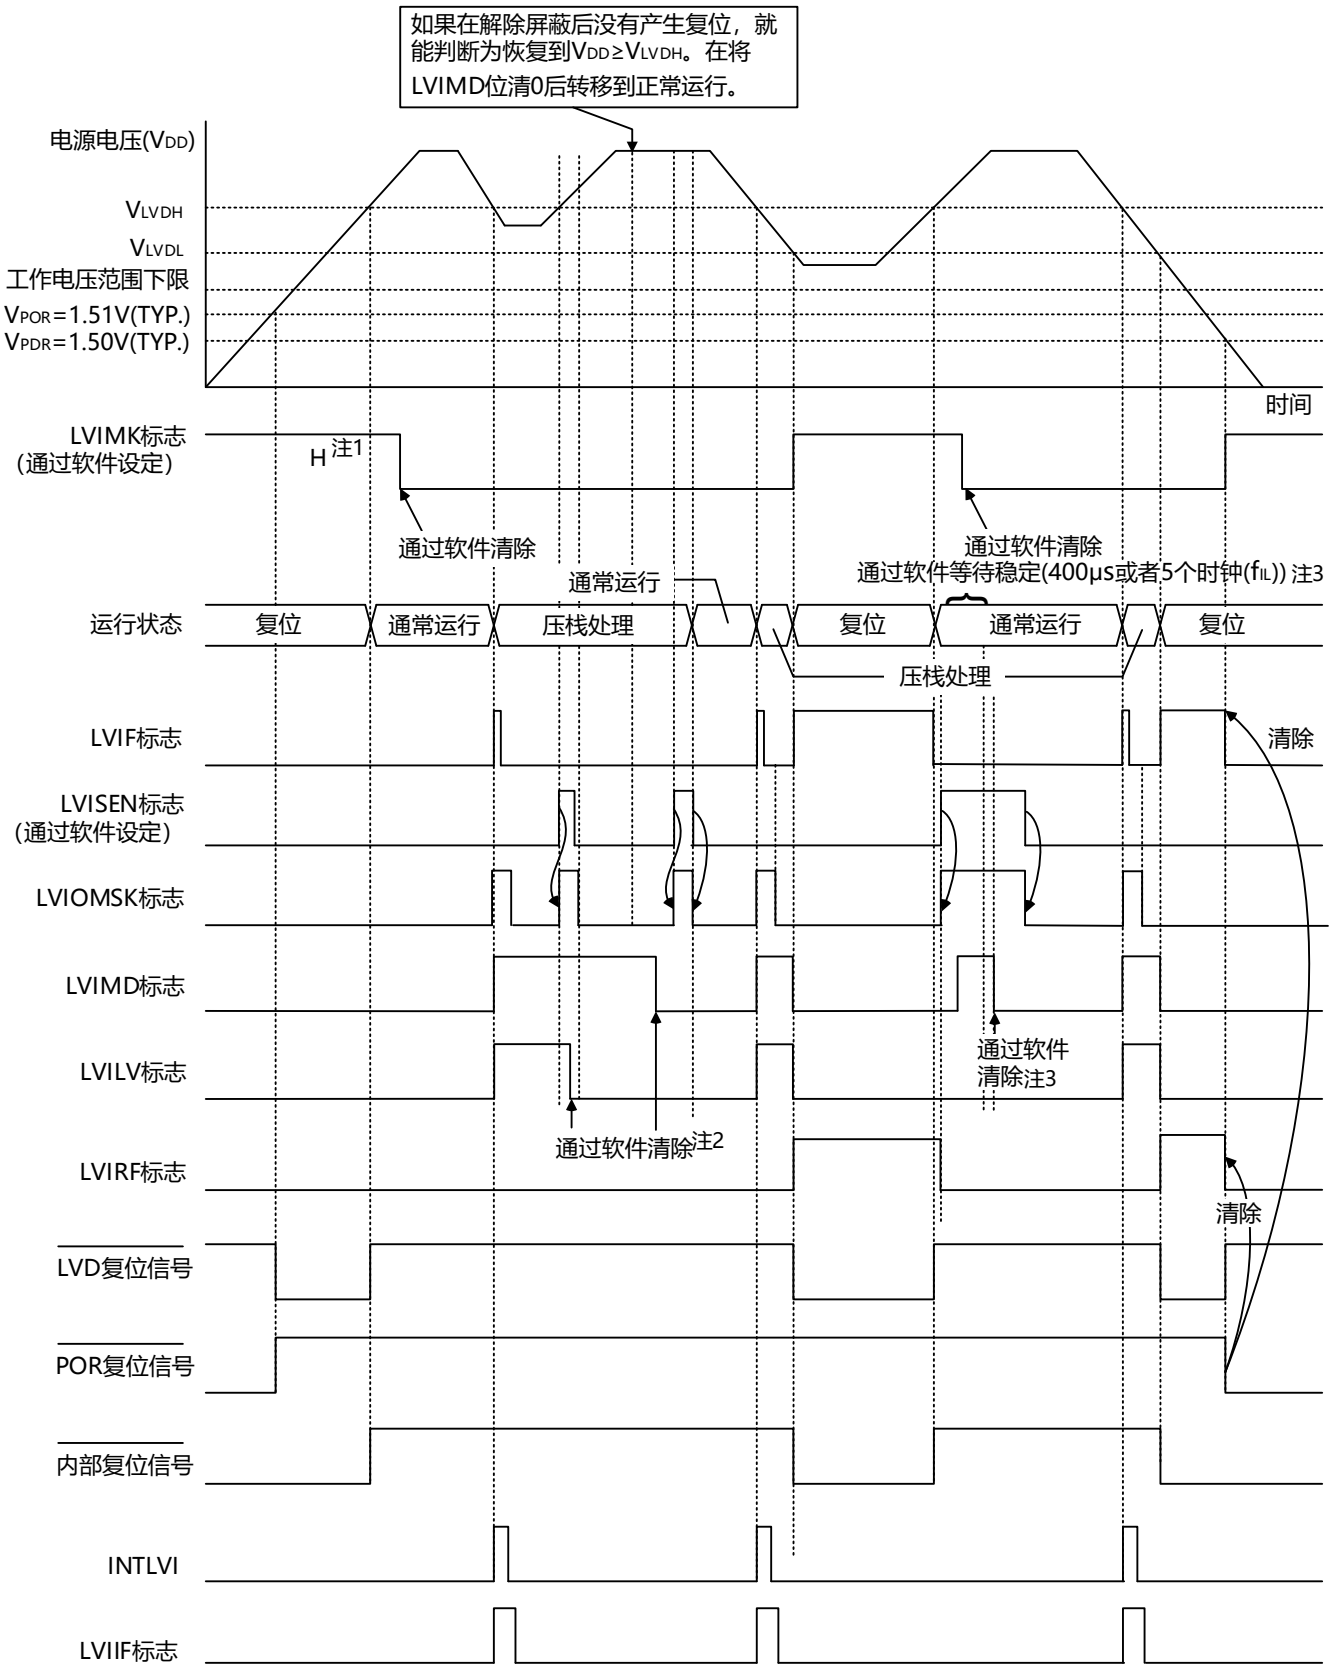 如果在解除屏蔽后没有产生复位，就
能判断为恢复到VDD≥VLVDH。在将
LVIMD位清0后转移到正常运行。
电源电压(VDD)
VLVDH
VLVDL
工作电压范围下限
VPOR=1.51V(TYP.)
VPDR=1.50V(TYP.)
时间
LVIMK标志
（通过软件设定）
H 注1
通过软件清除
通过软件清除
通过软件等待稳定(400μs或者5个时钟(fIL)) 注3
通常运行
运行状态
复位
通常运行
压栈处理
复位
通常运行
复位
压栈处理
LVIF标志
清除
LVISEN标志
（通过软件设定）
LVIOMSK标志
LVIMD标志
通过软件
清除注3
LVILV标志
通过软件清除注2
LVIRF标志
清除
LVD复位信号
POR复位信号
内部复位信号
INTLVI
LVIIF标志